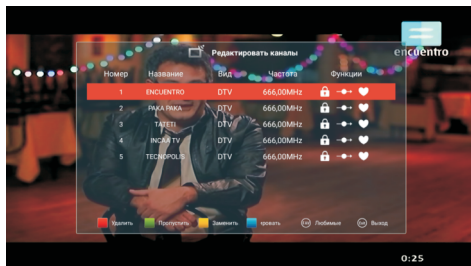 encuentro
Редактировать каналы
Номер Название Вид Частота Функции
1 ENCUENTRO DTV 666,00MHz
2 PAKA PAKA DTV 666,00MHz
3 TATETI DTV 666,00MHz
4 INCAA TV DTV 666,00MHz
5 TECNOPOLIS DTV 666,00MHz
Удалить Пропустить Заменить кровать Любимые Выход
0:25